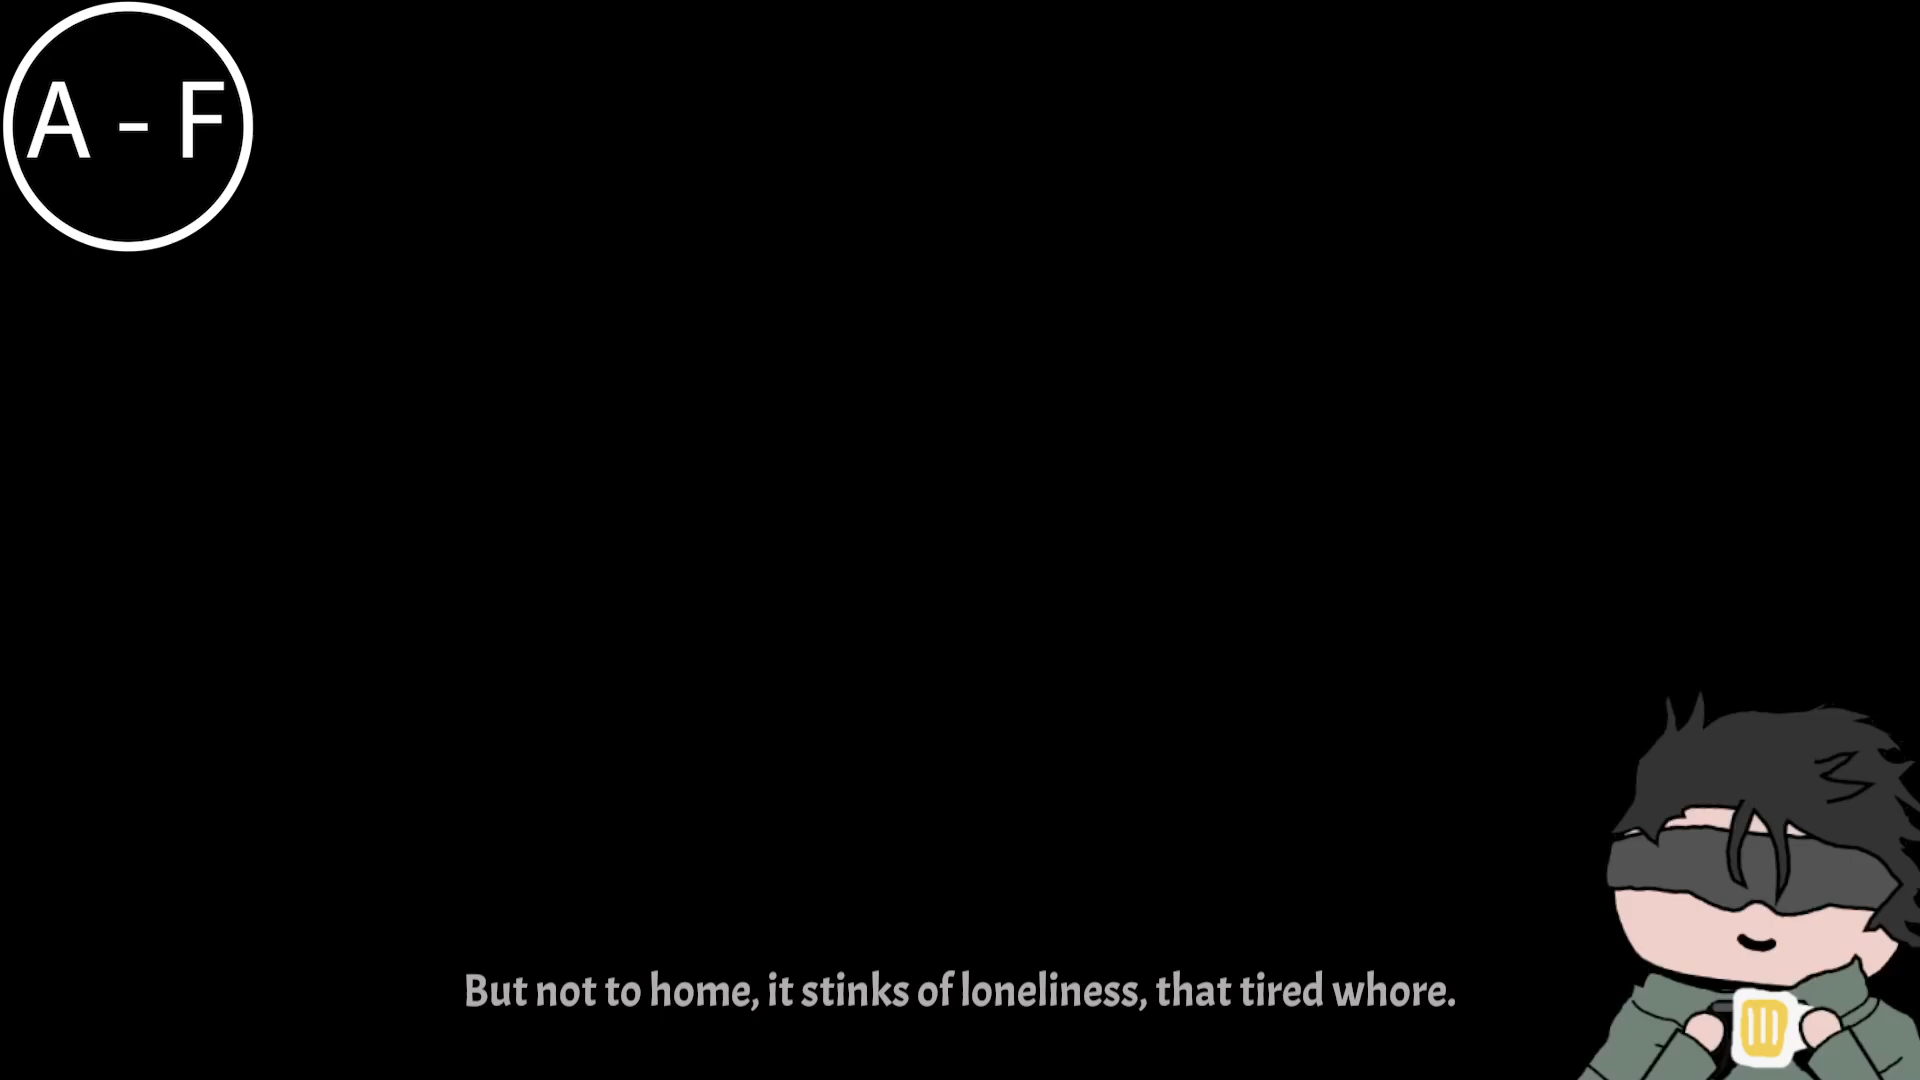 A - F
But not to home, it stinks of loneliness, that tired whore.